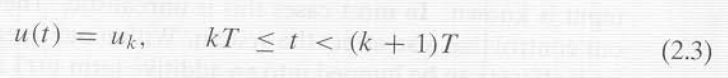 u(t) = u_k, kT ≤ t < (k + 1)T (2.3)